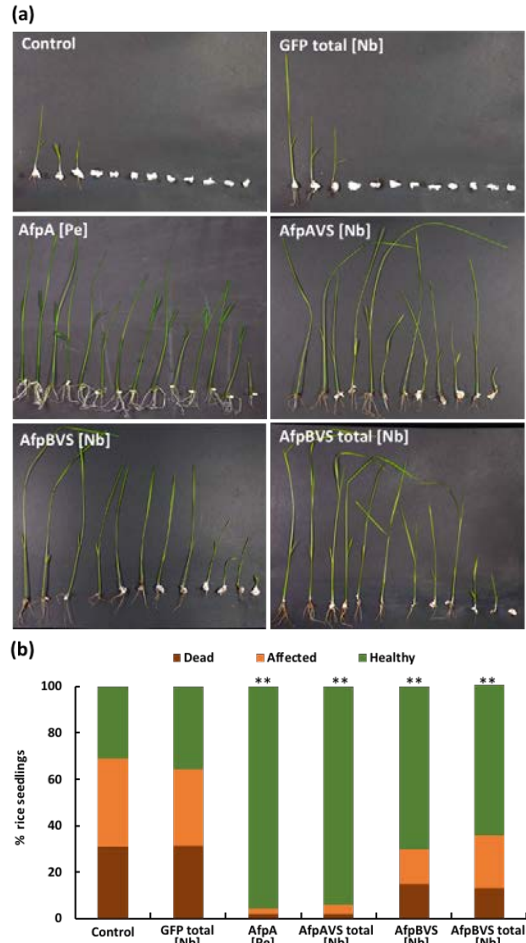 (a)
Control
GFP total [Nb]
AfpA [Pe]
AfpAVS [Nb]
AfpBVS [Nb]
AfpBVS total [Nb]
(b)
Dead Affected Healthy
** ** ** **
100
80
60
40
20
0
% rice seedlings
Control GFP total AfpA AfpAVS total AfpBVS AfpBVS total
[Nb] [Pe] [Nb] [Nb] [Nb]